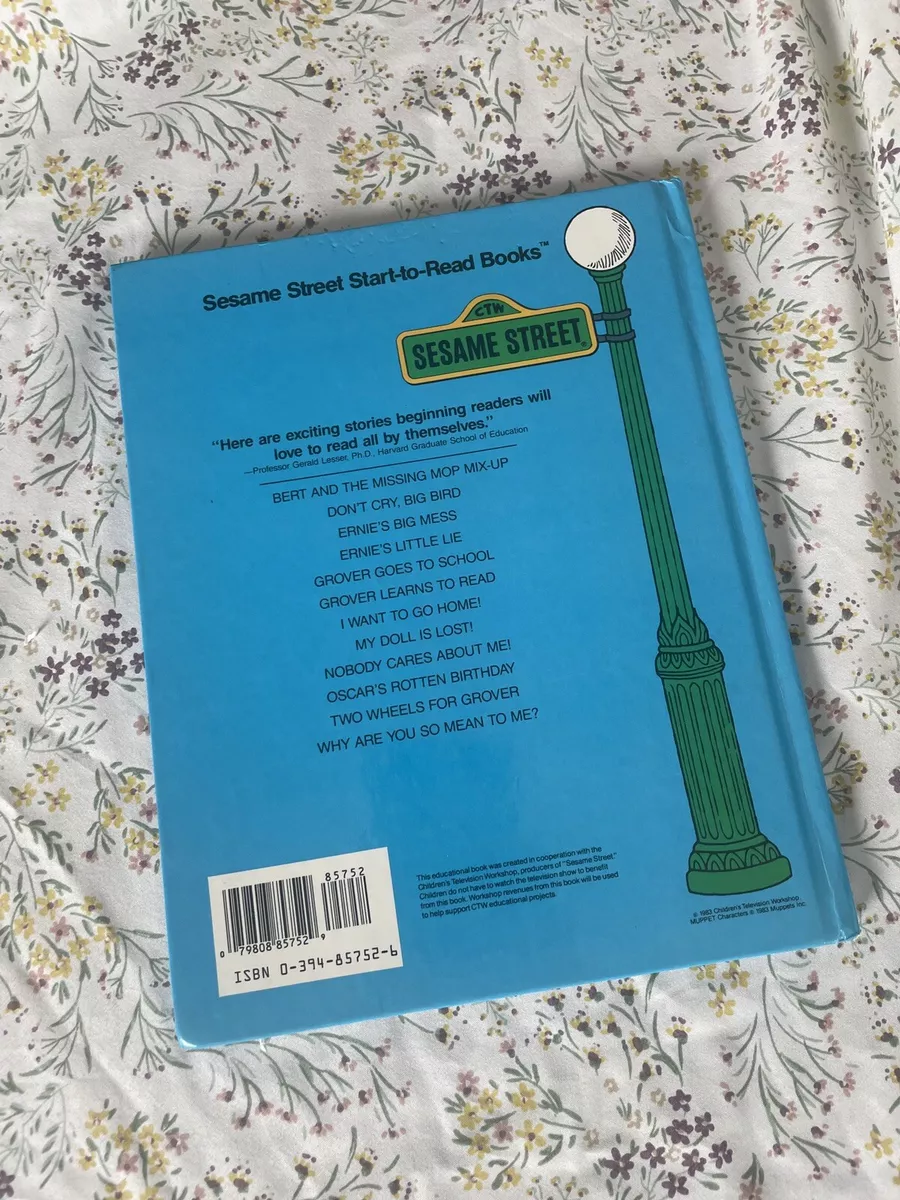 Sesame Street Start-to-Read Books™
CTW
SESAME STREET®
"Here are exciting stories beginning readers will
love to read all by themselves."
—Professor Gerald Lesser, Ph.D., Harvard Graduate School of Education
BERT AND THE MISSING MOP MIX-UP
DON'T CRY, BIG BIRD
ERNIE'S BIG MESS
ERNIE'S LITTLE LIE
GROVER GOES TO SCHOOL
GROVER LEARNS TO READ
I WANT TO GO HOME!
MY DOLL IS LOST!
NOBODY CARES ABOUT ME!
OSCAR'S ROTTEN BIRTHDAY
TWO WHEELS FOR GROVER
WHY ARE YOU SO MEAN TO ME?
85752
0 79808 85752 9
ISBN 0-394-85752-6
This educational book was created in cooperation with the
Children's Television Workshop, producers of "Sesame Street."
Children do not have to watch the television show to benefit
from this book. Workshop revenues from this book will be used
to help support CTW educational projects.
© 1983 Children's Television Workshop
MUPPET Characters © 1983 Muppets Inc.